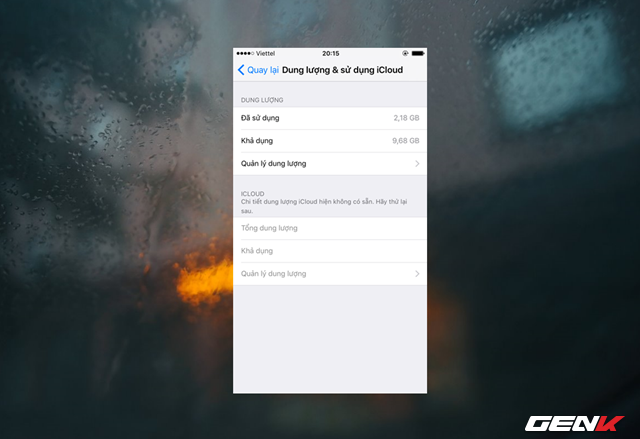 Viettel 20:15
Quay lại Dung lượng & sử dụng iCloud
DUNG LƯỢNG
Đã sử dụng 2,18 GB
Khả dụng 9,68 GB
Quản lý dung lượng
ICLOUD
Chi tiết dung lượng iCloud hiện không có sẵn. Hãy thử lại
sau.
Tổng dung lượng
Khả dụng
Quản lý dung lượng
GENK